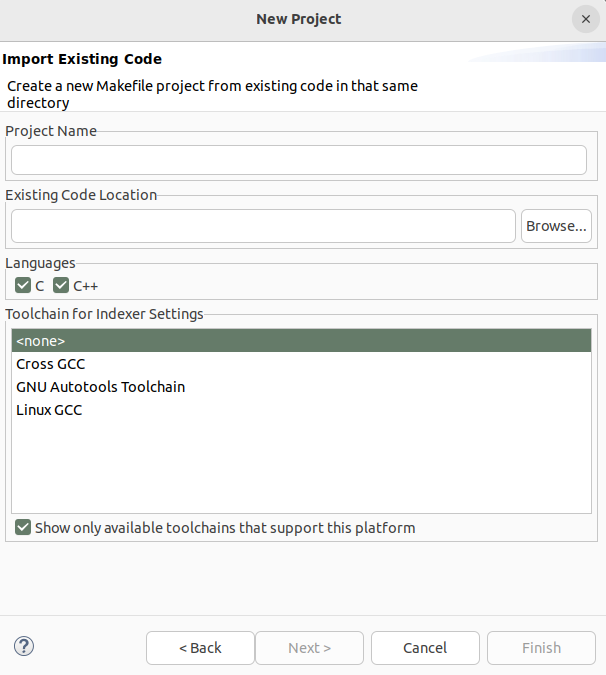 New Project
Import Existing Code
Create a new Makefile project from existing code in that same
directory
Project Name
Existing Code Location
Browse...
Languages
C
C++
Toolchain for Indexer Settings
<none>
Cross GCC
GNU Autotools Toolchain
Linux GCC
Show only available toolchains that support this platform
?
< Back
Next >
Cancel
Finish